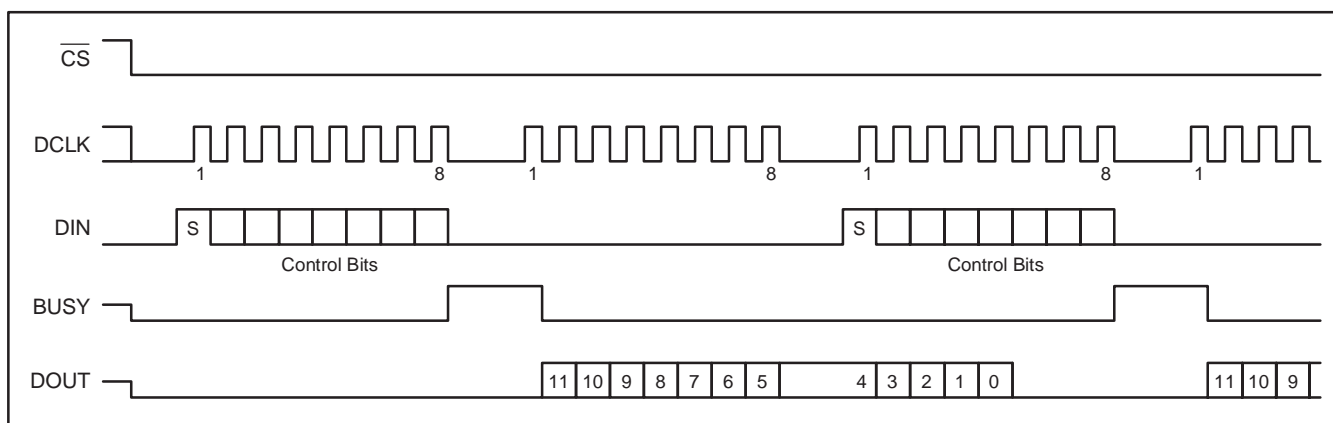 CS
DCLK
1 8 1 8 1 8 1
DIN
S S
Control Bits Control Bits
BUSY
DOUT
11 10 9 8 7 6 5 4 3 2 1 0 11 10 9